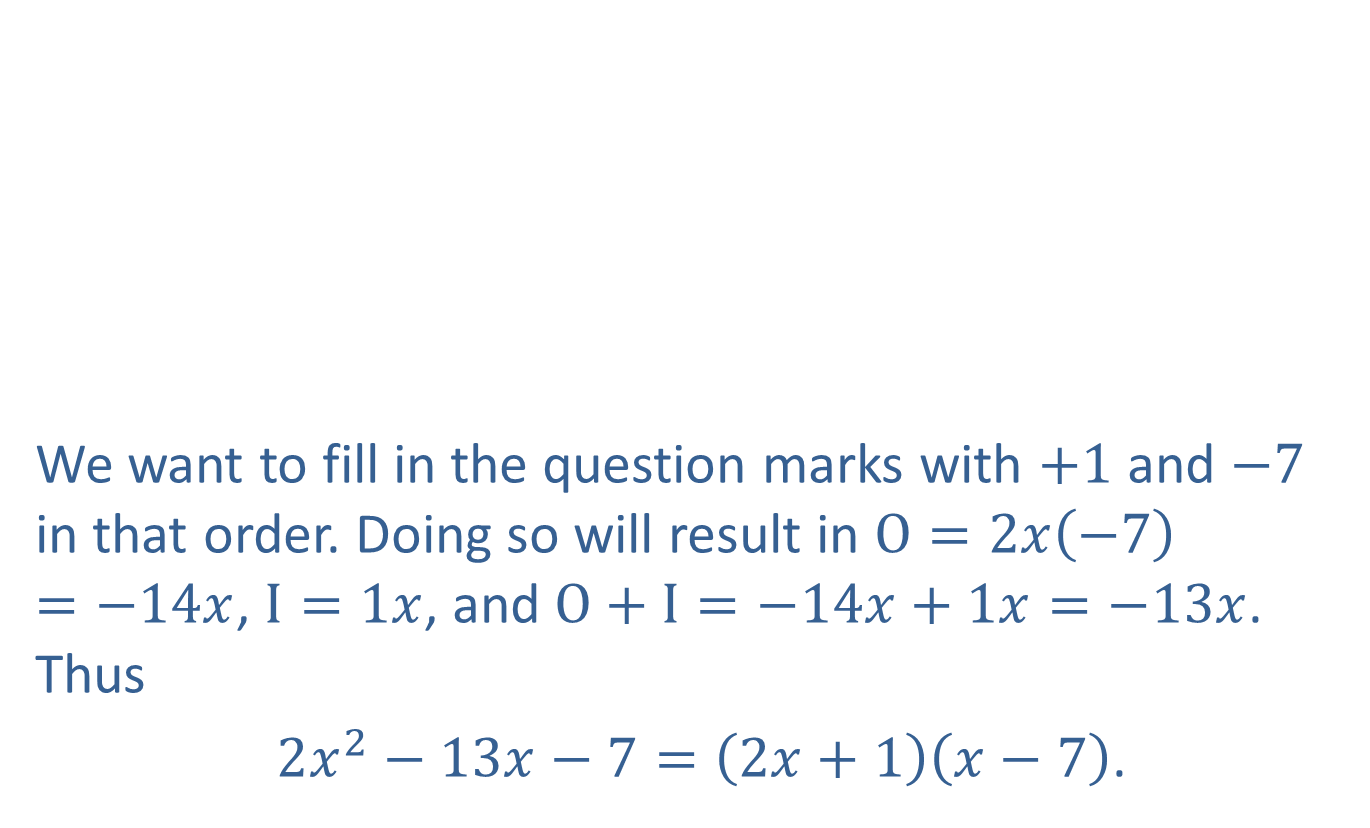 We want to fill in the question marks with +1 and −7
in that order. Doing so will result in O = 2x(−7)
= −14x, I = 1x, and O + I = −14x + 1x = −13x.
Thus
2x² − 13x − 7 = (2x + 1)(x − 7).